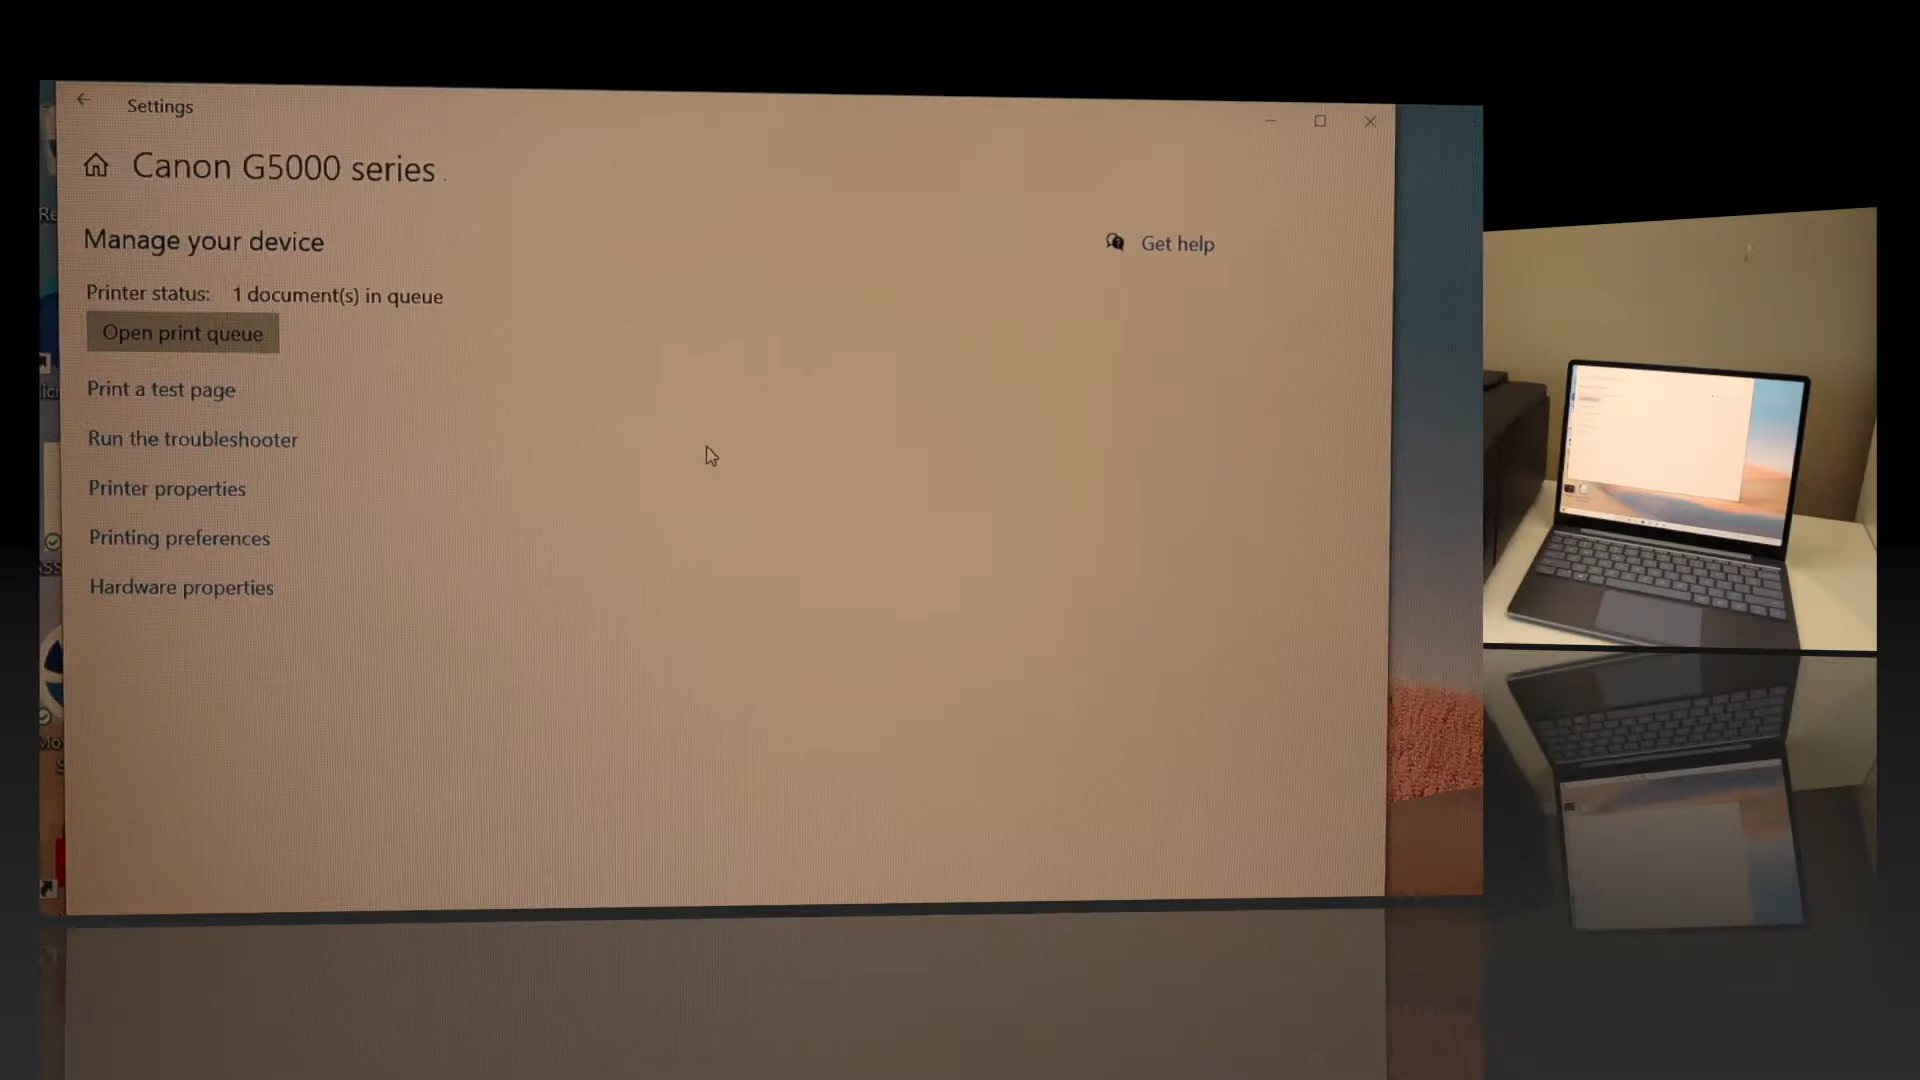 Settings
Canon G5000 series
Manage your device
Get help
Printer status: 1 document(s) in queue
Open print queue
Print a test page
Run the troubleshooter
Printer properties
Printing preferences
Hardware properties